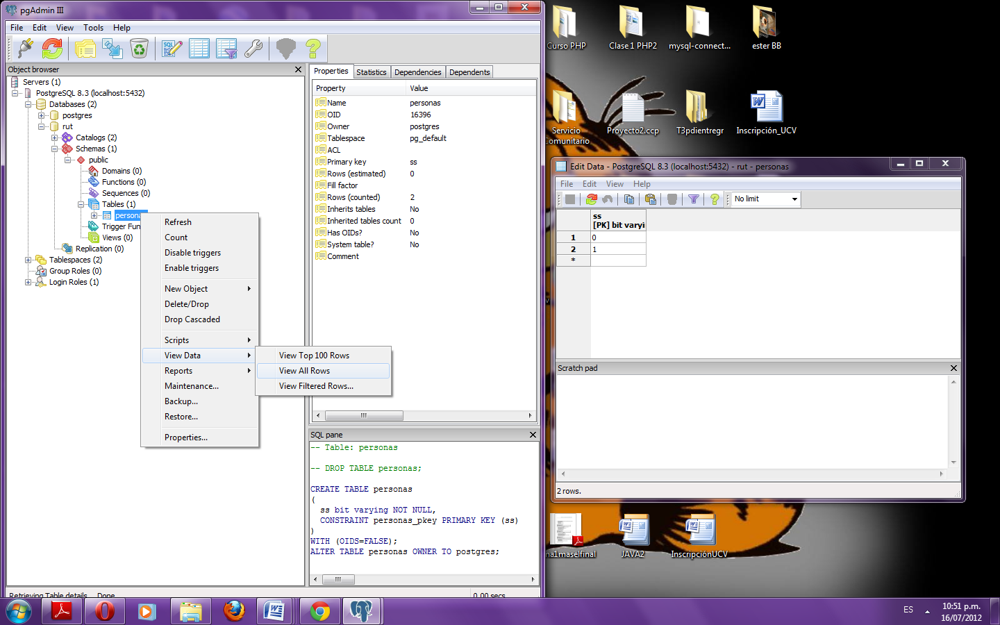 pgAdmin III
File Edit View Tools Help
Object browser
Servers (1)
PostgreSQL 8.3 (localhost:5432)
Databases (2)
postgres
rut
Catalogs (2)
Schemas (1)
public
Domains (0)
Functions (0)
Sequences (0)
Tables (1)
persona
Trigger Fun
Views (0)
Replication (0)
Tablespaces (2)
Group Roles (0)
Login Roles (1)
Refresh
Count
Disable triggers
Enable triggers
New Object
Delete/Drop
Drop Cascaded
Scripts
View Data
Reports
Maintenance...
Backup...
Restore...
Properties...
View Top 100 Rows
View All Rows
View Filtered Rows...
Properties Statistics Dependencies Dependents
Property Value
Name personas
OID 16396
Owner postgres
Tablespace pg_default
ACL
Primary key ss
Rows (estimated) 0
Fill factor
Rows (counted) 2
Inherits tables No
Inherited tables count 0
Has OIDs? No
System table? No
Comment
SQL pane
-- Table: personas
-- DROP TABLE personas;
CREATE TABLE personas
(
ss bit varying NOT NULL,
CONSTRAINT personas_pkey PRIMARY KEY (ss)
)
WITH (OIDS=FALSE);
ALTER TABLE personas OWNER TO postgres;
Retrieving Table details... Done. 0.00 secs
Curso PHP
Clase 1 PHP2
mysql-connect...
ester BB
Servicio
comunitario
Proyecto2.ccp
T3pdientregr
Inscripción_UCV
Edit Data - PostgreSQL 8.3 (localhost:5432) - rut - personas
File Edit View Help
SQL
No limit
ss
[PK] bit varyi
1 0
2 1
*
Scratch pad
2 rows.
na1maselfinal
JAVA2
InscripciónUCV
ES
10:51 p.m.
16/07/2012